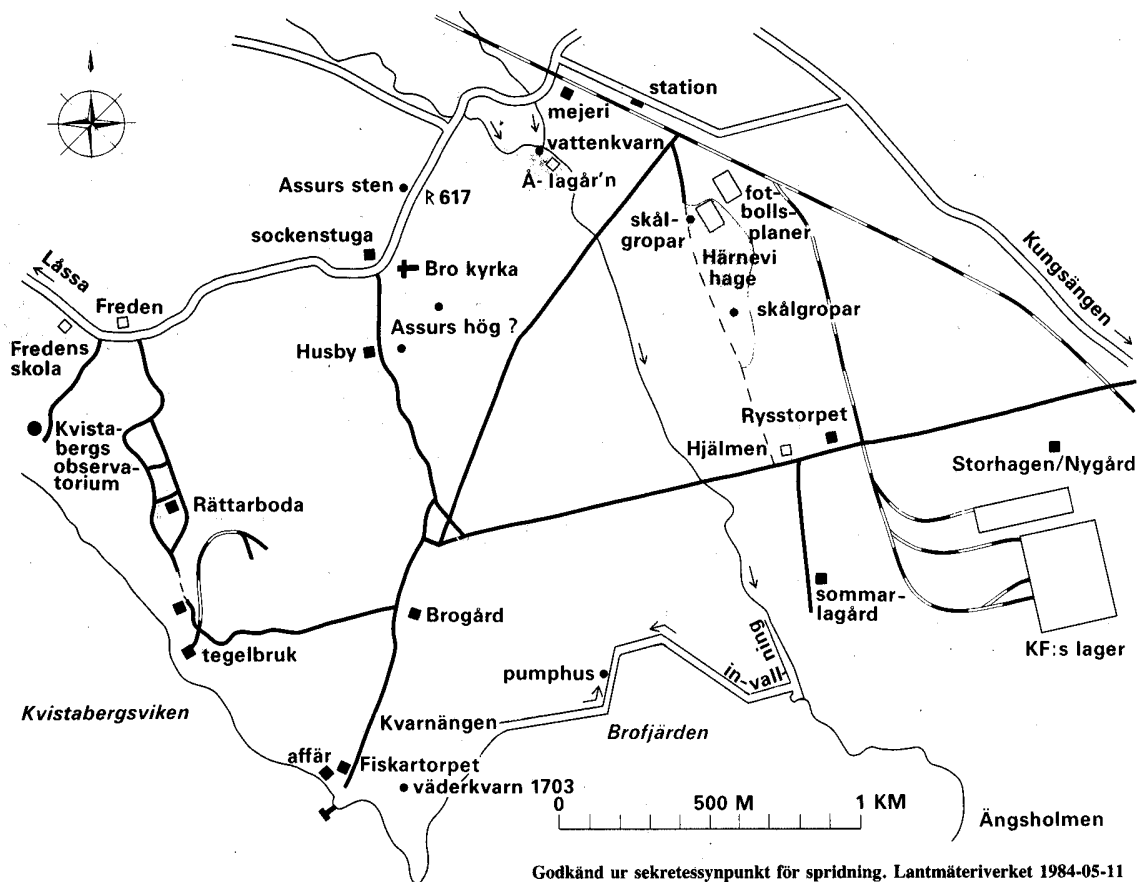 station
mejeri
vattenkvarn
Å-lagår'n
Assurs sten
ᚱ 617
sockenstuga
Bro kyrka
Assurs hög ?
Husby
Låssa
Freden
Fredens
skola
Kvista-
bergs
observa-
torium
Rättarboda
tegelbruk
Kvistabergsviken
skål-
gropar
fot-
bolls-
planer
Härnevi
hage
skålgropar
Kungsängen
Rysstorpet
Hjälmen
Storhagen/Nygård
sommar-
lagård
KF:s lager
Brogård
pumphus
in-vall-
ning
Kvarnängen
Brofjärden
affär
Fiskartorpet
väderkvarn 1703
0 500 M 1 KM
Ängsholmen
Godkänd ur sekretessynpunkt för spridning. Lantmäteriverket 1984-05-11